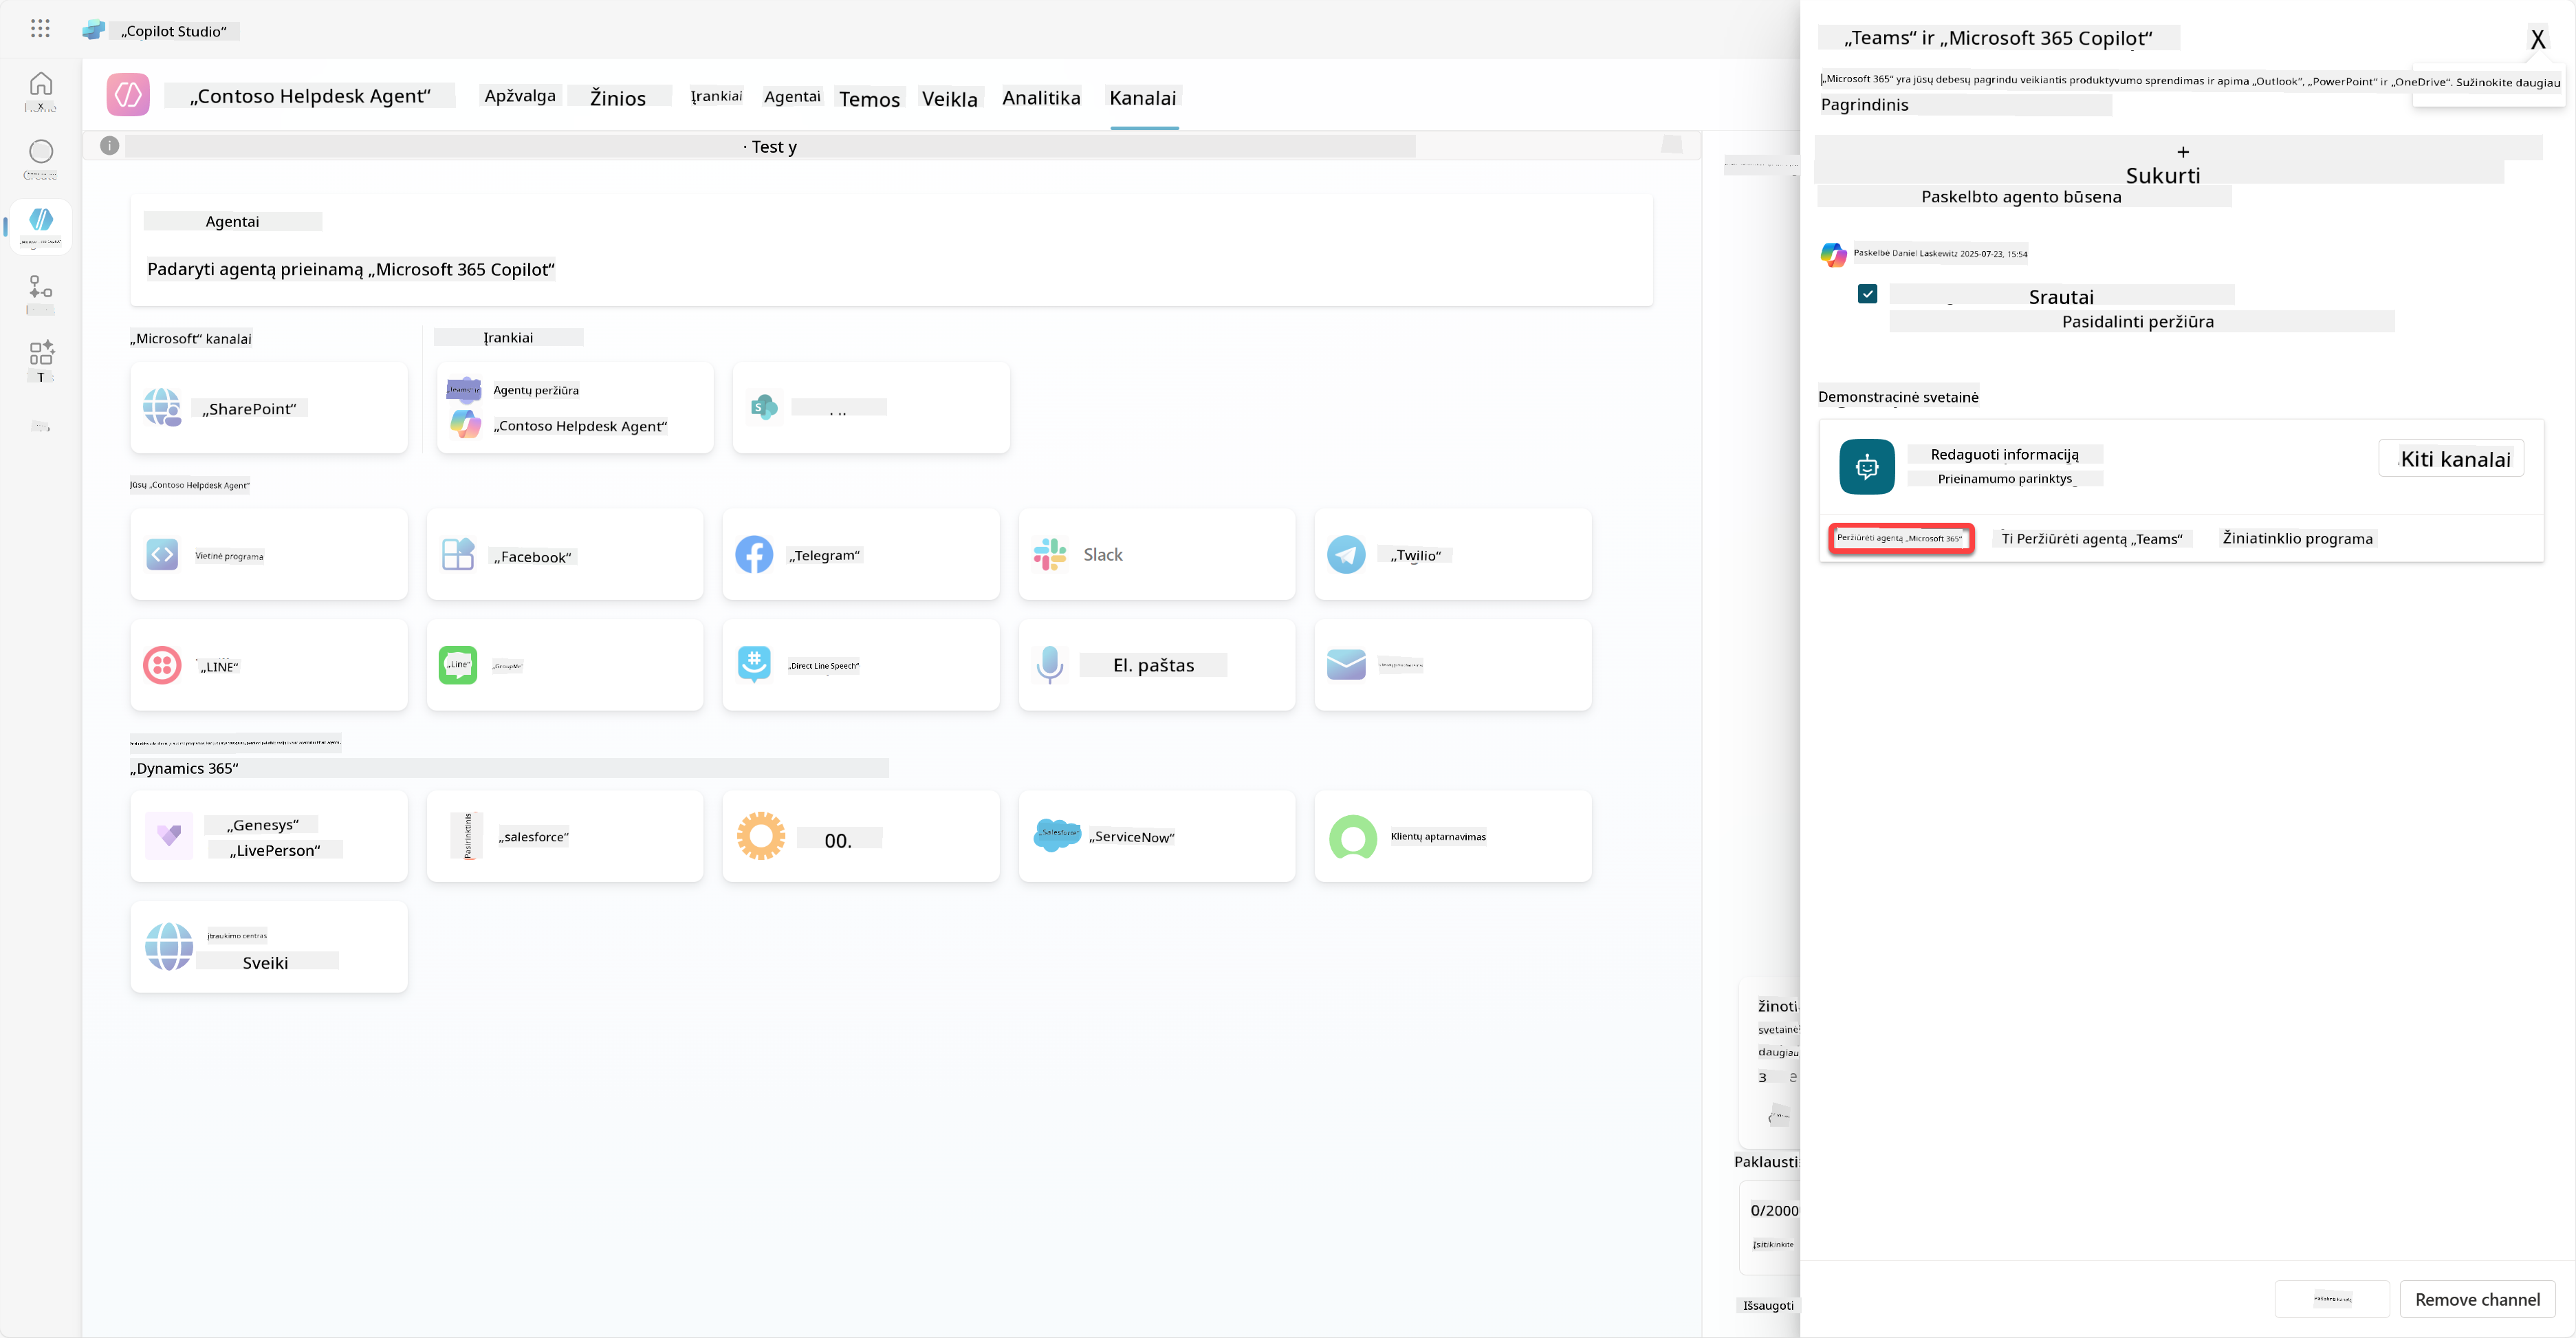 „Copilot Studio“
X
T
„Contoso Helpdesk Agent“
Apžvalga
Žinios
Įrankiai
Agentai
Temos
Veikla
Analitika
Kanalai
· Test y
Agentai
Padaryti agentą prieinamą „Microsoft 365 Copilot“
„Microsoft“ kanalai
Įrankiai
„SharePoint“
Agentų peržiūra
„Contoso Helpdesk Agent“
Jūsų „Contoso Helpdesk Agent“
Vietinė programa
„Facebook“
„Telegram“
Slack
„Twilio“
„LINE“
„Line“
„GroupMe“
„Direct Line Speech“
El. paštas
„Dynamics 365“
„Genesys“
„LivePerson“
Pasirinktinis
„salesforce“
00.
„Salesforce“
„ServiceNow“
Klientų aptarnavimas
Įtraukimo centras
Sveiki
žinoti
svetainė
daugiau
3 e
Paklausti
0/2000
Įsitikinkite
Išsaugoti
„Teams“ ir „Microsoft 365 Copilot“
X
„Microsoft 365“ yra jūsų debesų pagrindu veikiantis produktyvumo sprendimas ir apima „Outlook“, „PowerPoint“ ir „OneDrive“. Sužinokite daugiau
Pagrindinis
+
Sukurti
Paskelbto agento būsena
Paskelbė Daniel Laskewitz 2025-07-23, 15:54
Srautai
Pasidalinti peržiūra
Demonstracinė svetainė
Redaguoti informaciją
Prieinamumo parinktys
Kiti kanalai
Peržiūrėti agentą „Microsoft 365“
Ti Peržiūrėti agentą „Teams“
Žiniatinklio programa
Remove channel